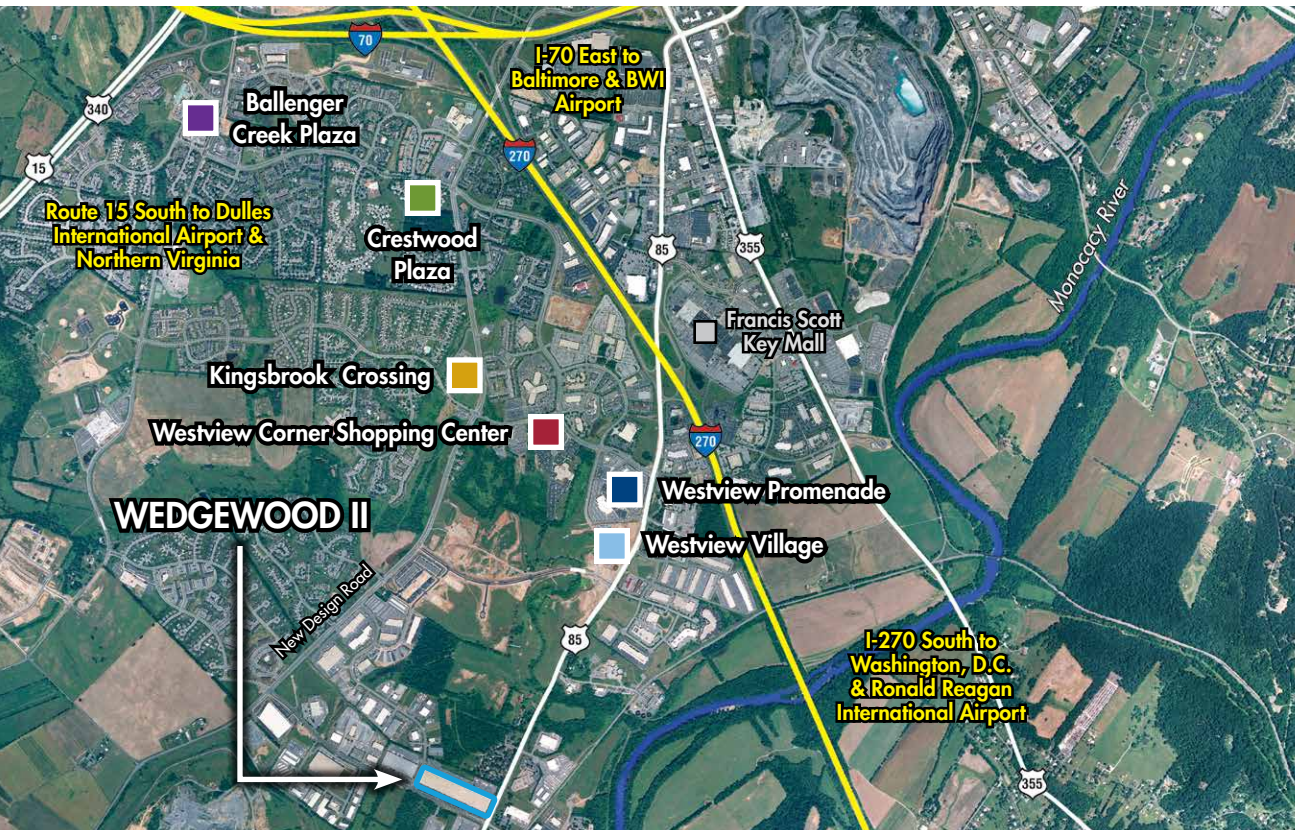 70
I-70 East to
Baltimore & BWI
Airport
340
Ballenger
Creek Plaza
270
15
Route 15 South to Dulles
International Airport &
Northern Virginia
Crestwood
Plaza
85
355
Monocacy River
Francis Scott
Key Mall
Kingsbrook Crossing
Westview Corner Shopping Center
270
Westview Promenade
WEDGEWOOD II
Westview Village
New Design Road
85
I-270 South to
Washington, D.C.
& Ronald Reagan
International Airport
355